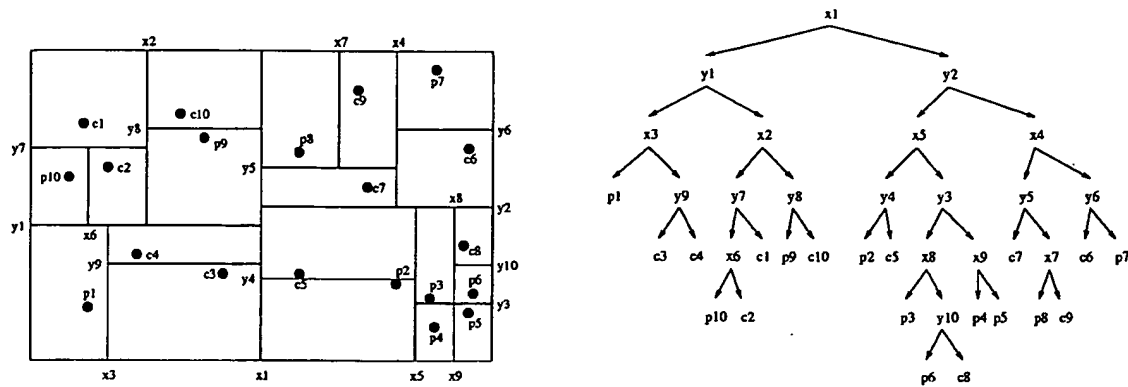 x2 x7 x4
p7
c9
c10
c1
y8 p9 p8 y6
y7
c2 c6
p10 y5
c7
x8
y1 y2
x6
c4 c8
y9 y10
c3 y4 c5 p2 p6
p3
p1 y3
p5
p4
x3 x1 x5 x9
x1
y1 y2
x3 x2 x5 x4
p1 y9 y7 y8 y4 y3 y5 y6
c3 c4 x6 c1 p9 c10 p2 c5 x8 x9 c7 x7 c6 p7
p10 c2 p3 y10 p4 p5 p8 c9
p6 c8